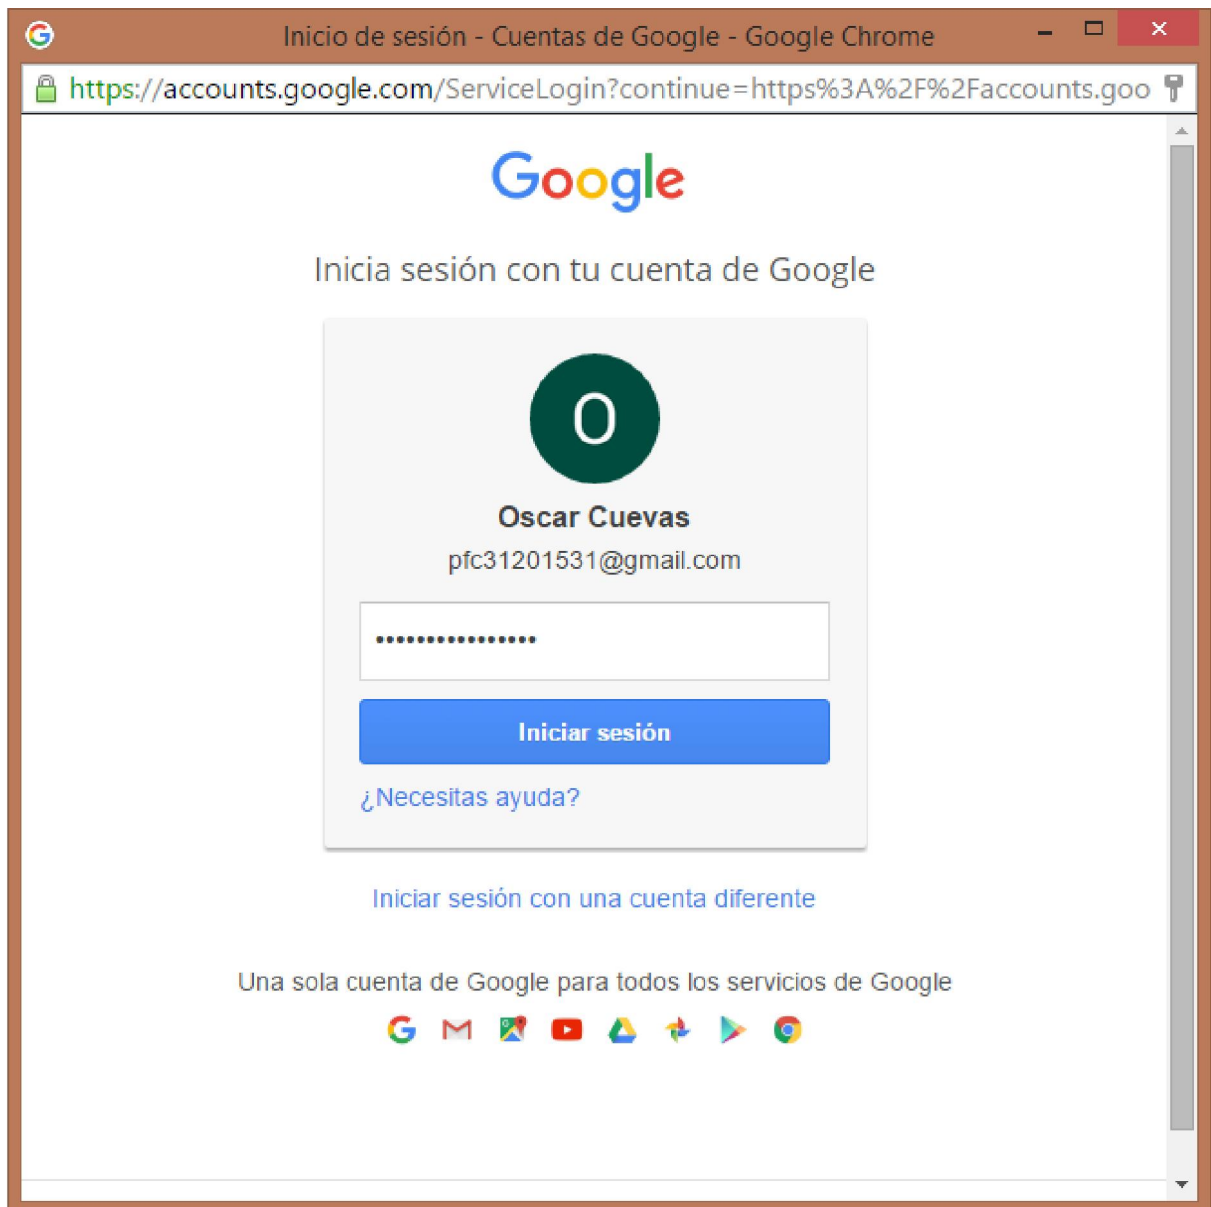 Inicio de sesión - Cuentas de Google - Google Chrome
https://accounts.google.com/ServiceLogin?continue=https%3A%2F%2Faccounts.goo
Google
Inicia sesión con tu cuenta de Google
O
Oscar Cuevas
pfc31201531@gmail.com
••••••••••••••••
Iniciar sesión
¿Necesitas ayuda?
Iniciar sesión con una cuenta diferente
Una sola cuenta de Google para todos los servicios de Google